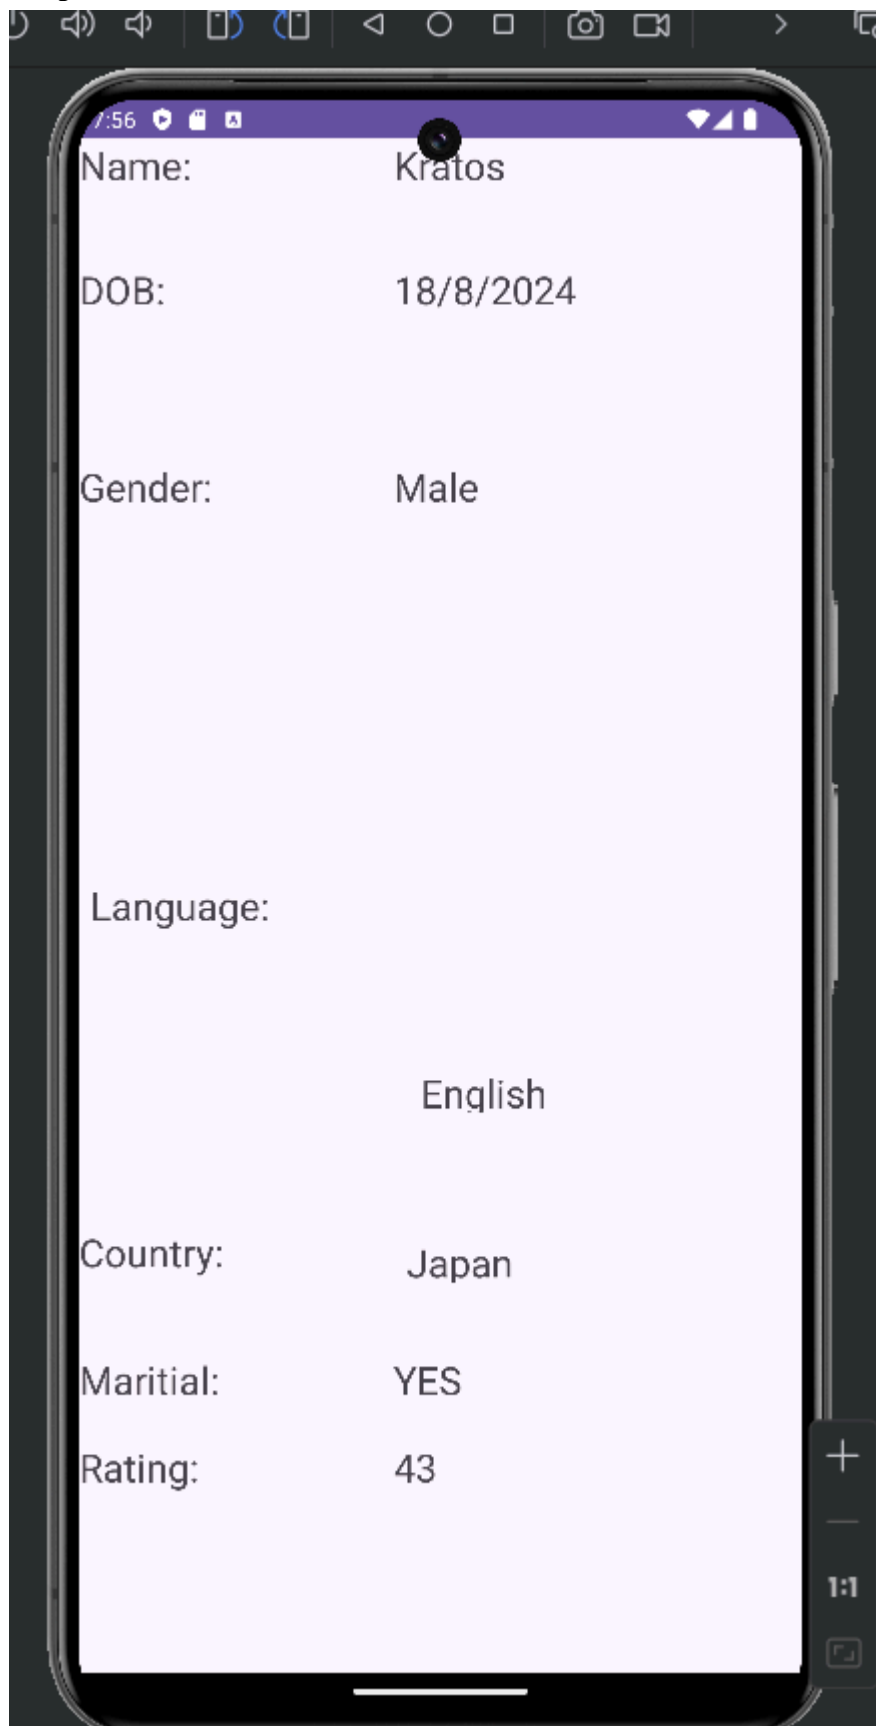 7:56
Name: Kratos
DOB: 18/8/2024
Gender: Male
Language:
English
Country: Japan
Maritial: YES
Rating: 43
1:1